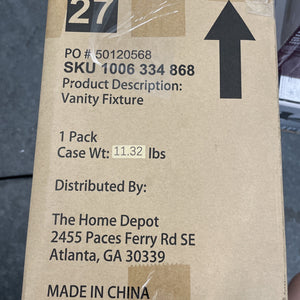 27
PO # 50120568
SKU 1006 334 868
Product Description:
Vanity Fixture
1 Pack
Case Wt: 11.32 lbs
Distributed By:
The Home Depot
2455 Paces Ferry Rd SE
Atlanta, GA 30339
MADE IN CHINA